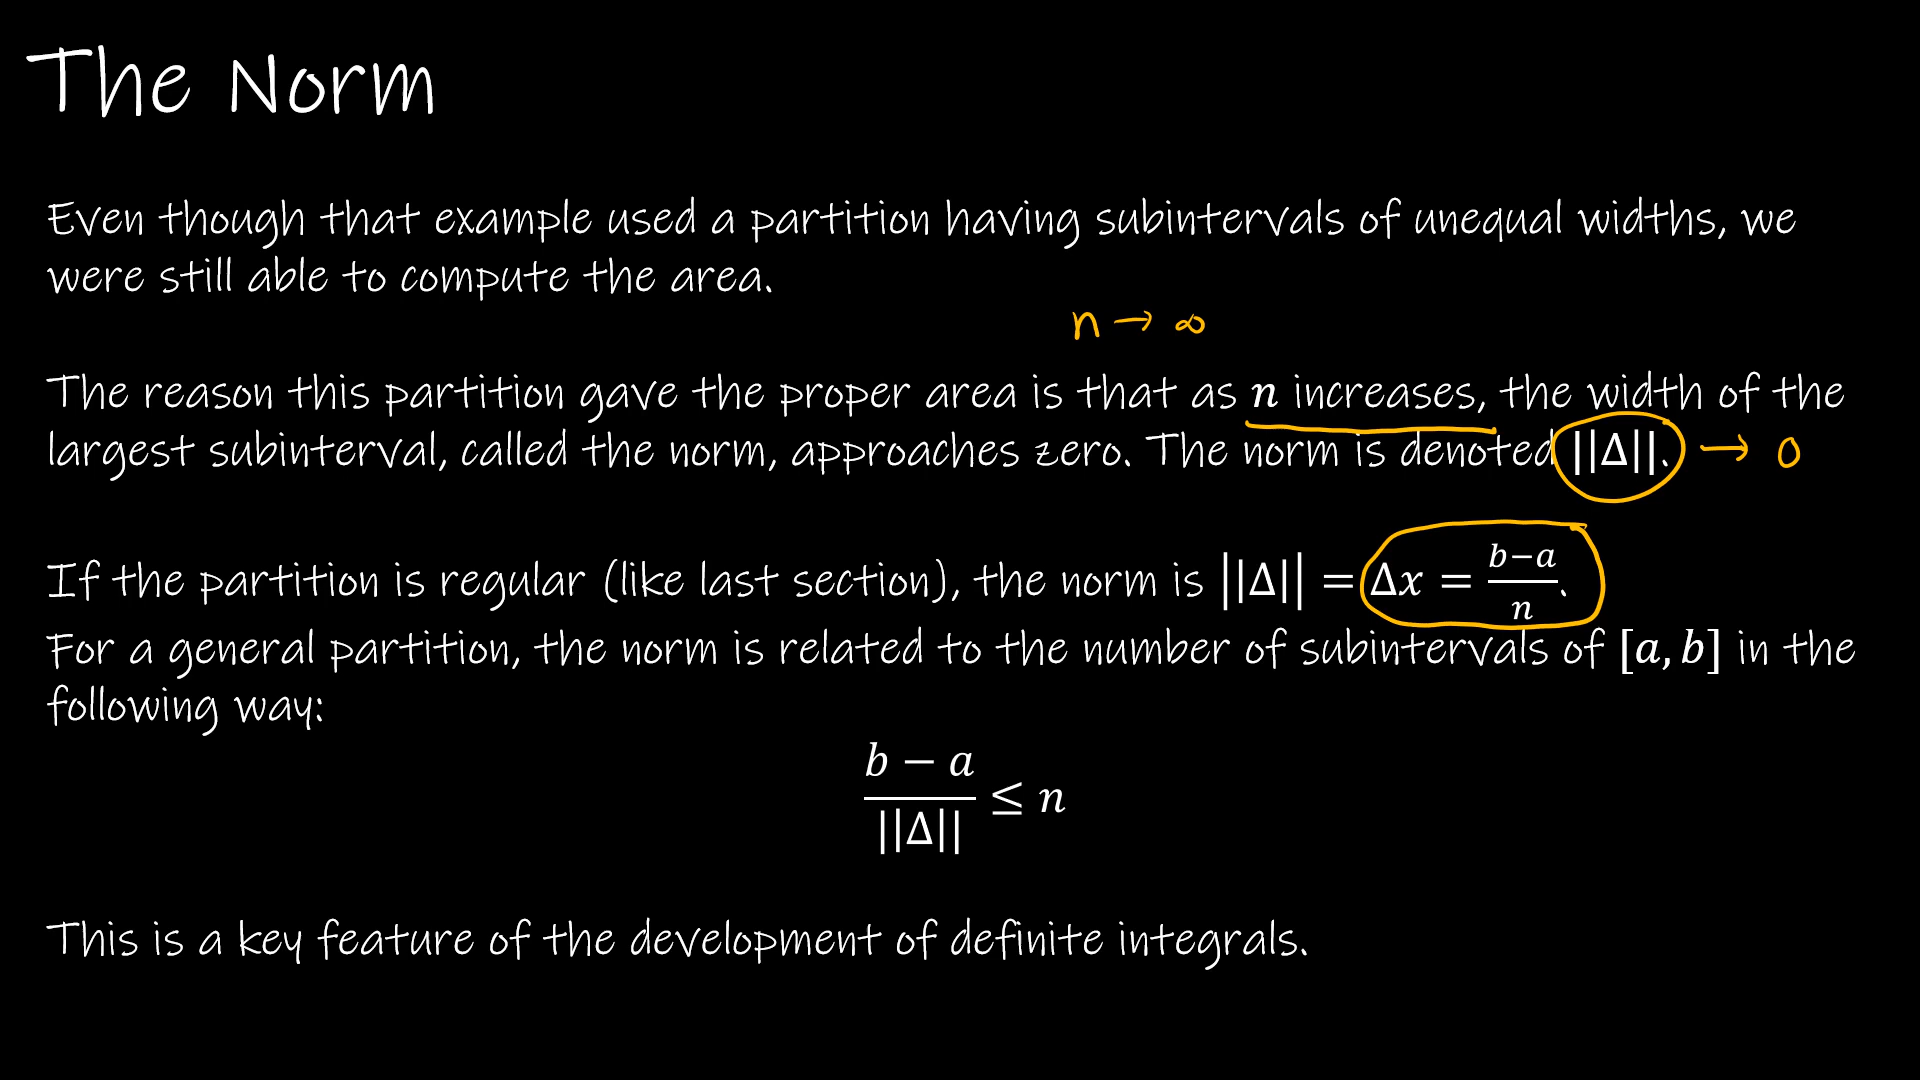 The Norm
Even though that example used a partition having subintervals of unequal widths, we
were still able to compute the area.
n → ∞
The reason this partition gave the proper area is that as n increases, the width of the
largest subinterval, called the norm, approaches zero. The norm is denoted ||Δ||. → 0
If the partition is regular (like last section), the norm is ||Δ|| = Δx = \frac{b−a}{n}.
For a general partition, the norm is related to the number of subintervals of [a, b] in the
following way:
\frac{b − a}{||Δ||} ≤ n
This is a key feature of the development of definite integrals.